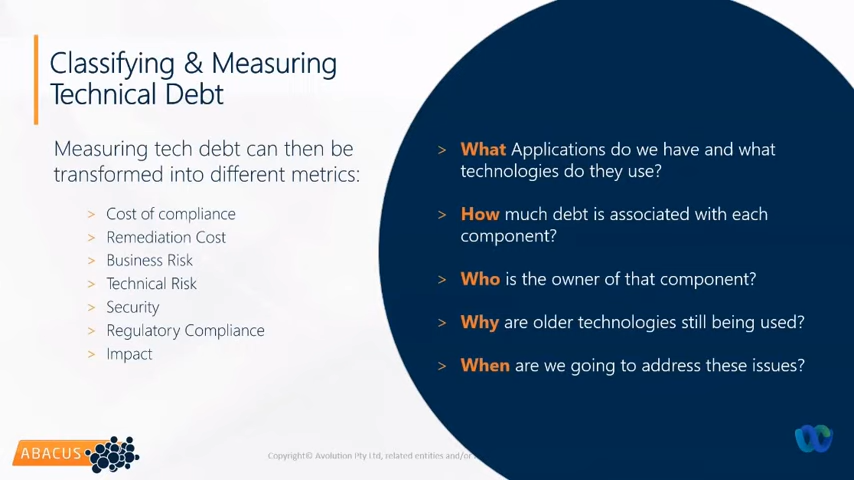 Classifying & Measuring
Technical Debt
Measuring tech debt can then be
transformed into different metrics:
> Cost of compliance
> Remediation Cost
> Business Risk
> Technical Risk
> Security
> Regulatory Compliance
> Impact
> What Applications do we have and what
technologies do they use?
> How much debt is associated with each
component?
> Who is the owner of that component?
> Why are older technologies still being used?
> When are we going to address these issues?
ABACUS
Copyright© Avolution Pty Ltd, related entities and/or